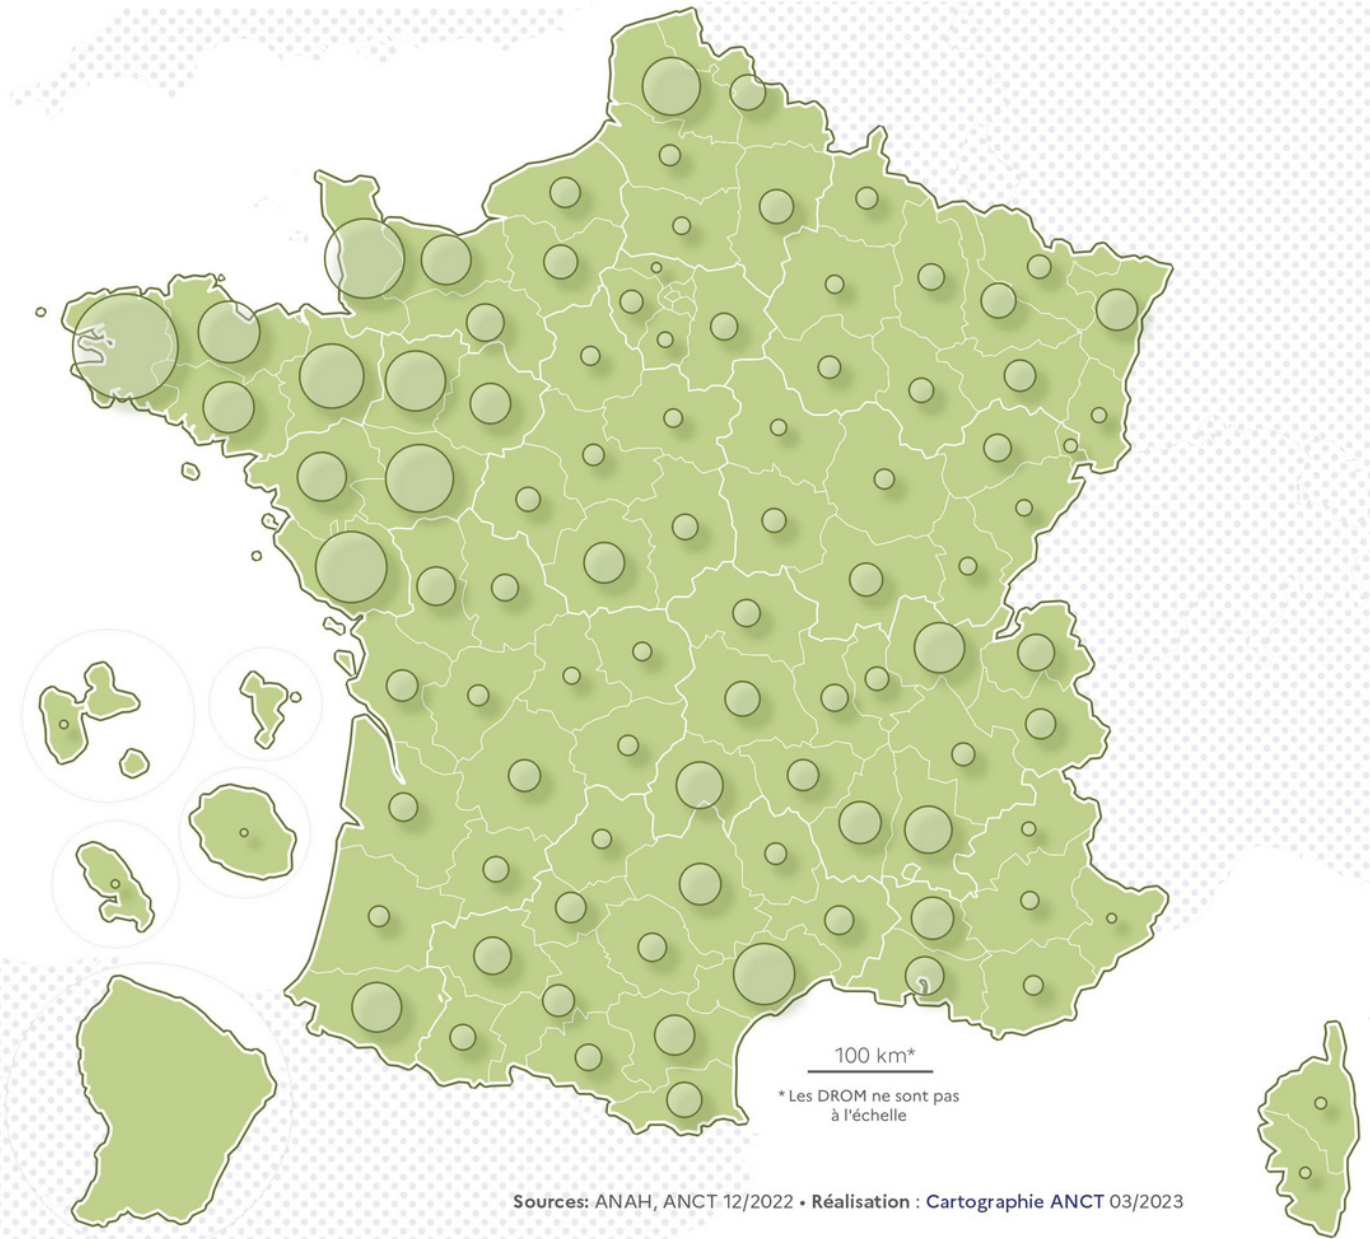 100 km*
* Les DROM ne sont pas
à l'échelle
Sources: ANAH, ANCT 12/2022 • Réalisation : Cartographie ANCT 03/2023